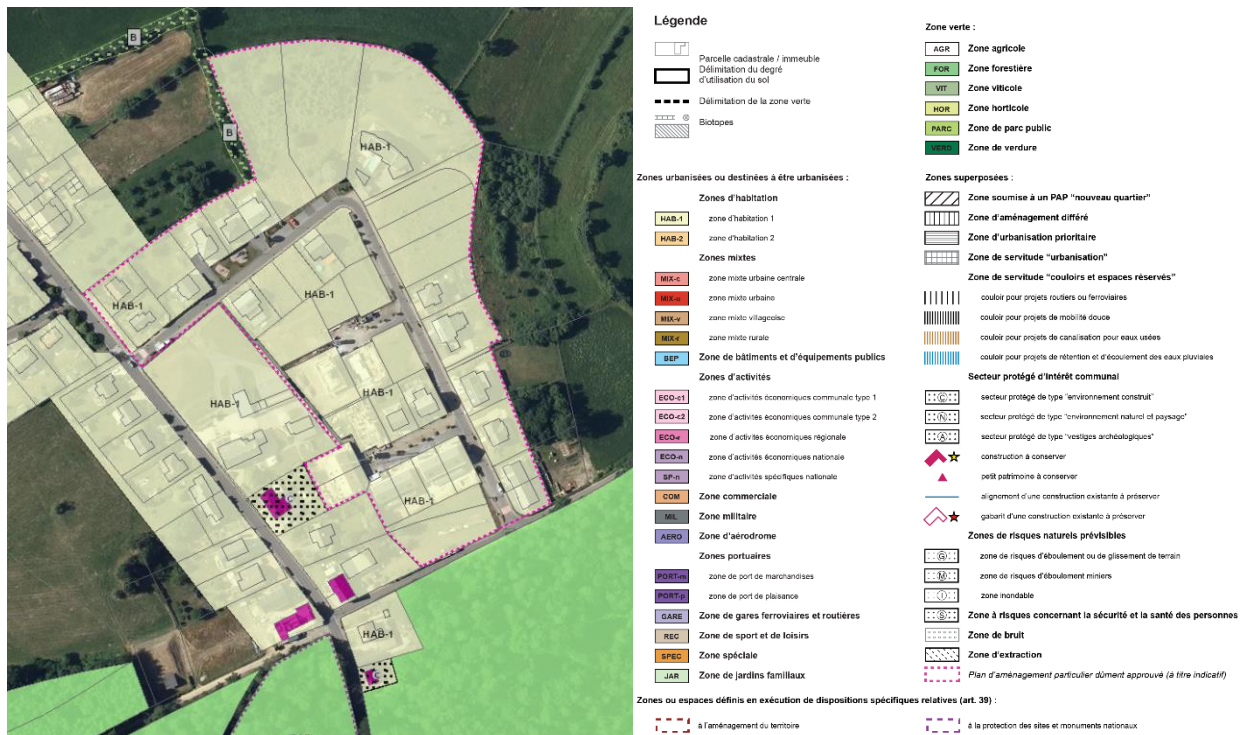 B
B
HAB-1
HAB-1
HAB-1
HAB-1
HAB-1
HAB-1
HAB-1
C
C
Légende
Parcelle cadastrale / immeuble
Délimitation du degré
d'utilisation du sol
Délimitation de la zone verte
Biotopes
Zones urbanisées ou destinées à être urbanisées :
Zones d'habitation
HAB-1 zone d'habitation 1
HAB-2 zone d'habitation 2
Zones mixtes
MIX-c zone mixte urbaine centrale
MIX-u zone mixte urbaine
MIX-v zone mixte villageoise
MIX-r zone mixte rurale
BEP Zone de bâtiments et d'équipements publics
Zones d'activités
ECO-c1 zone d'activités économiques communale type 1
ECO-c2 zone d'activités économiques communale type 2
ECO-r zone d'activités économiques régionale
ECO-n zone d'activités économiques nationale
SP-n zone d'activités spécifiques nationale
COM Zone commerciale
MIL Zone militaire
AERO Zone d'aérodrome
Zones portuaires
PORT-m zone de port de marchandises
PORT-p zone de port de plaisance
GARE Zone de gares ferroviaires et routières
REC Zone de sport et de loisirs
SPEC Zone spéciale
JAR Zone de jardins familiaux
Zone verte :
AGR Zone agricole
FOR Zone forestière
VIT Zone viticole
HOR Zone horticole
PARC Zone de parc public
VERD Zone de verdure
Zones superposées :
Zone soumise à un PAP "nouveau quartier"
Zone d'aménagement différé
Zone d'urbanisation prioritaire
Zone de servitude "urbanisation"
Zone de servitude "couloirs et espaces réservés"
couloir pour projets routiers ou ferroviaires
couloir pour projets de mobilité douce
couloir pour projets de canalisation pour eaux usées
couloir pour projets de rétention et d'écoulement des eaux pluviales
Secteur protégé d'intérêt communal
C secteur protégé de type "environnement construit"
N secteur protégé de type "environnement naturel et paysage"
A secteur protégé de type "vestiges archéologiques"
construction à conserver
petit patrimoine à conserver
alignement d'une construction existante à préserver
gabarit d'une construction existante à préserver
Zones de risques naturels prévisibles
G zone de risques d'éboulement ou de glissement de terrain
M zone de risques d'éboulement miniers
I zone inondable
S Zone à risques concernant la sécurité et la santé des personnes
Zone de bruit
Zone d'extraction
Plan d'aménagement particulier dûment approuvé (à titre indicatif)
Zones ou espaces définis en exécution de dispositions spécifiques relatives (art. 39) :
à l'aménagement du territoire
à la protection des sites et monuments nationaux